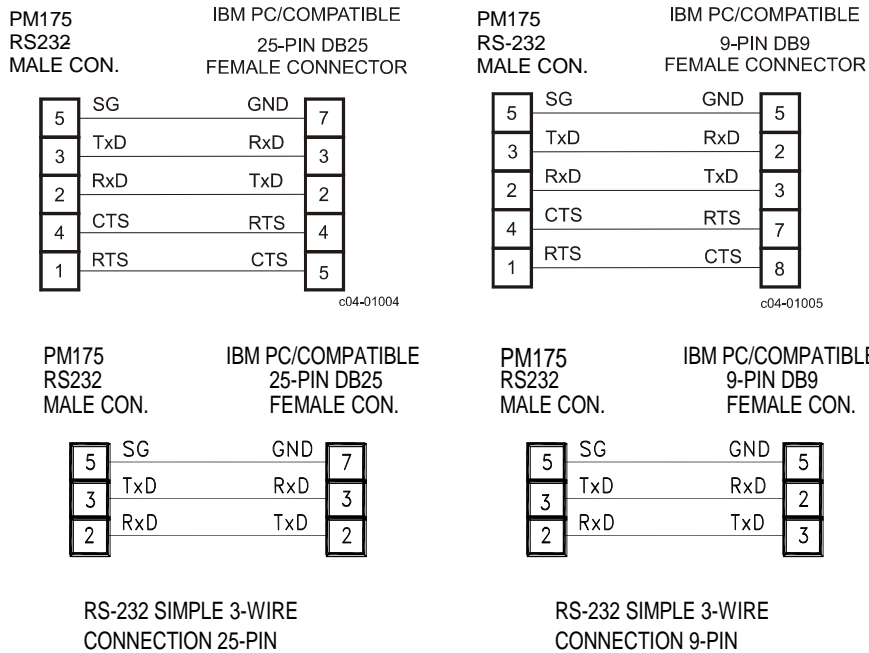 PM175
RS232
MALE CON.
IBM PC/COMPATIBLE
25-PIN DB25
FEMALE CONNECTOR
5 SG GND 7
3 TxD RxD 3
2 RxD TxD 2
4 CTS RTS 4
1 RTS CTS 5
c04-01004
PM175
RS-232
MALE CON.
IBM PC/COMPATIBLE
9-PIN DB9
FEMALE CONNECTOR
5 SG GND 5
3 TxD RxD 2
2 RxD TxD 3
4 CTS RTS 7
1 RTS CTS 8
c04-01005
PM175
RS232
MALE CON.
IBM PC/COMPATIBLE
25-PIN DB25
FEMALE CON.
5 SG GND 7
3 TxD RxD 3
2 RxD TxD 2
RS-232 SIMPLE 3-WIRE
CONNECTION 25-PIN
PM175
RS232
MALE CON.
IBM PC/COMPATIBLE
9-PIN DB9
FEMALE CON.
5 SG GND 5
3 TxD RxD 2
2 RxD TxD 3
RS-232 SIMPLE 3-WIRE
CONNECTION 9-PIN